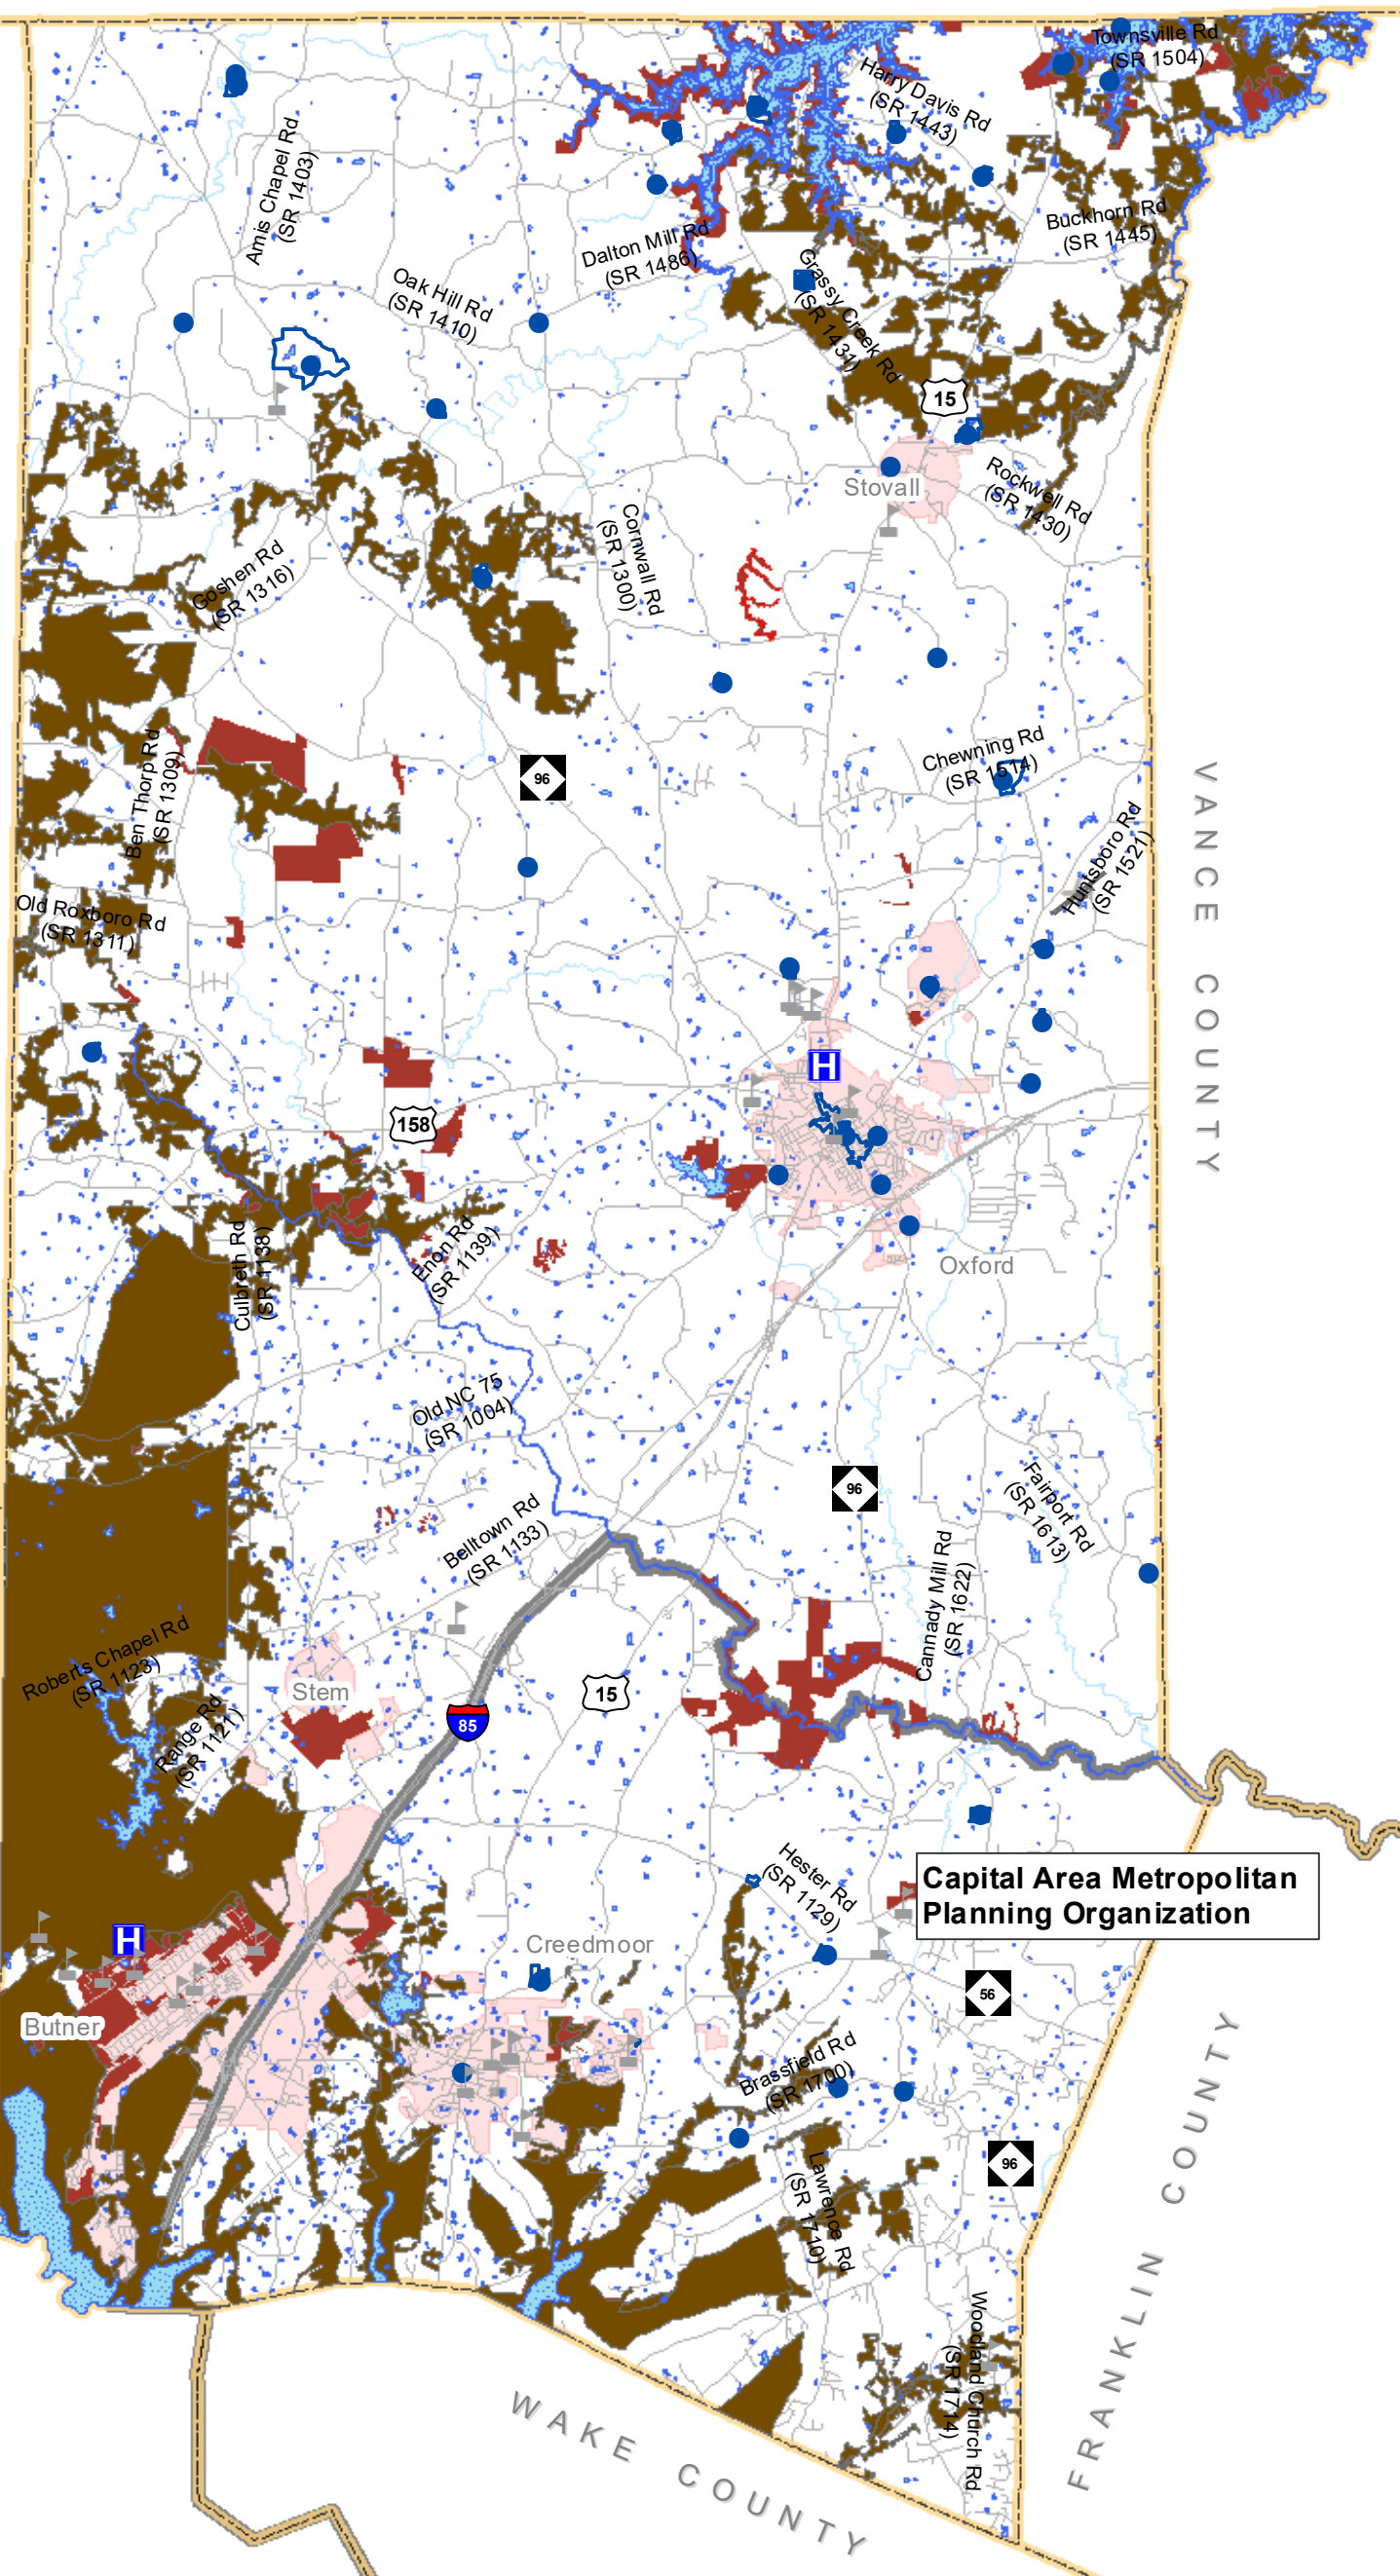 Townsville Rd
(SR 1504)
Harry Davis Rd
(SR 1443)
Amis Chapel Rd
(SR 1403)
Buckhorn Rd
(SR 1445)
Dalton Mill Rd
(SR 1486)
Oak Hill Rd
(SR 1410)
Grassy Creek Rd
(SR 1431)
15
Stovall
Rockwell Rd
(SR 1430)
Cornwall Rd
(SR 1300)
Goshen Rd
(SR 1316)
Ben Thorp Rd
(SR 1309)
96
Chewning Rd
(SR 1514)
Huntsboro Rd
(SR 1521)
VANCE COUNTY
Old Roxboro Rd
(SR 1311)
H
158
Culbreth Rd
(SR 1138)
Enon Rd
(SR 1139)
Oxford
Old NC 75
(SR 1004)
96
Fairport Rd
(SR 1613)
Belltown Rd
(SR 1133)
Cannady Mill Rd
(SR 1622)
Roberts Chapel Rd
(SR 1123)
Stem
15
Range Rd
(SR 1121)
85
Hester Rd
(SR 1129)
Capital Area Metropolitan
Planning Organization
H
Creedmoor
56
Butner
Brassfield Rd
(SR 1700)
96
Lawrence Rd
(SR 1710)
FRANKLIN COUNTY
Woodland Church Rd
(SR 1714)
WAKE COUNTY